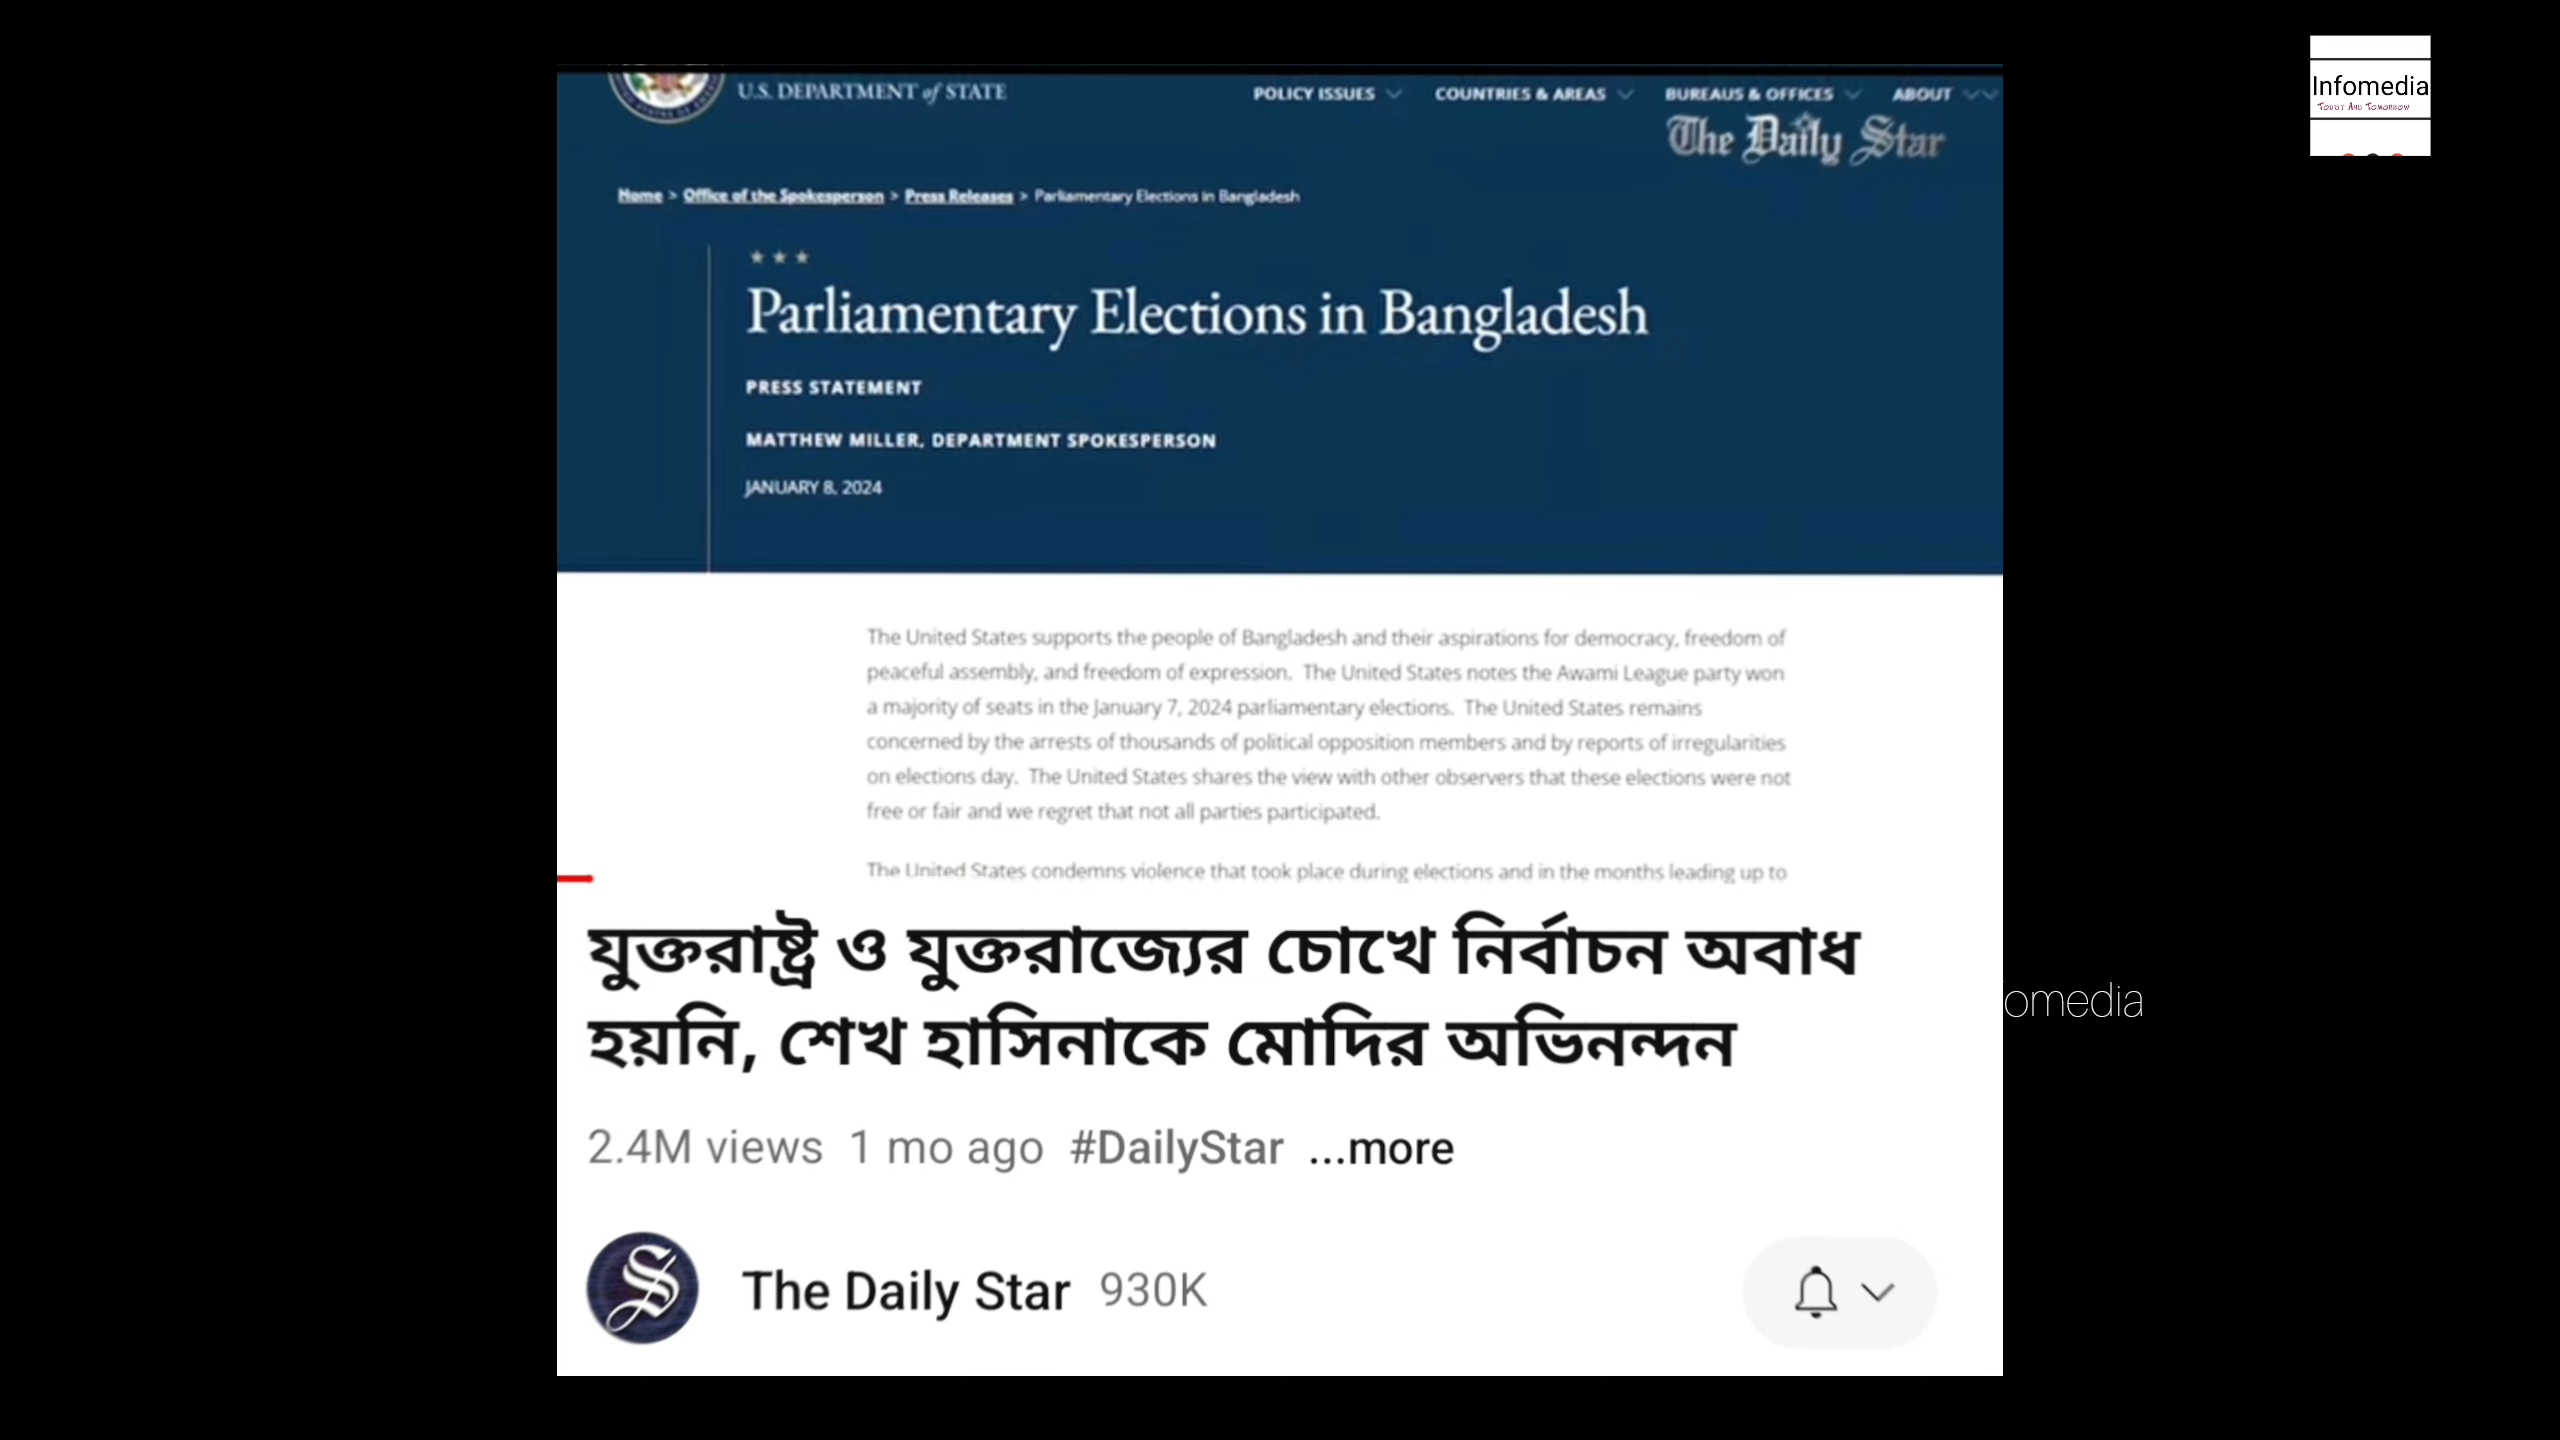 U.S. DEPARTMENT of STATE
POLICY ISSUES COUNTRIES & AREAS BUREAUS & OFFICES ABOUT
Infomedia
Today And Tomorrow
The Daily Star
Home > Office of the Spokesperson > Press Releases > Parliamentary Elections in Bangladesh
Parliamentary Elections in Bangladesh
PRESS STATEMENT
MATTHEW MILLER, DEPARTMENT SPOKESPERSON
JANUARY 8, 2024
The United States supports the people of Bangladesh and their aspirations for democracy, freedom of
peaceful assembly, and freedom of expression. The United States notes the Awami League party won
a majority of seats in the January 7, 2024 parliamentary elections. The United States remains
concerned by the arrests of thousands of political opposition members and by reports of irregularities
on elections day. The United States shares the view with other observers that these elections were not
free or fair and we regret that not all parties participated.
The United States condemns violence that took place during elections and in the months leading up to
যুক্তরাষ্ট্র ও যুক্তরাজ্যের চোখে নির্বাচন অবাধ
হয়নি, শেখ হাসিনাকে মোদির অভিনন্দন
omedia
2.4M views 1 mo ago #DailyStar ...more
The Daily Star 930K